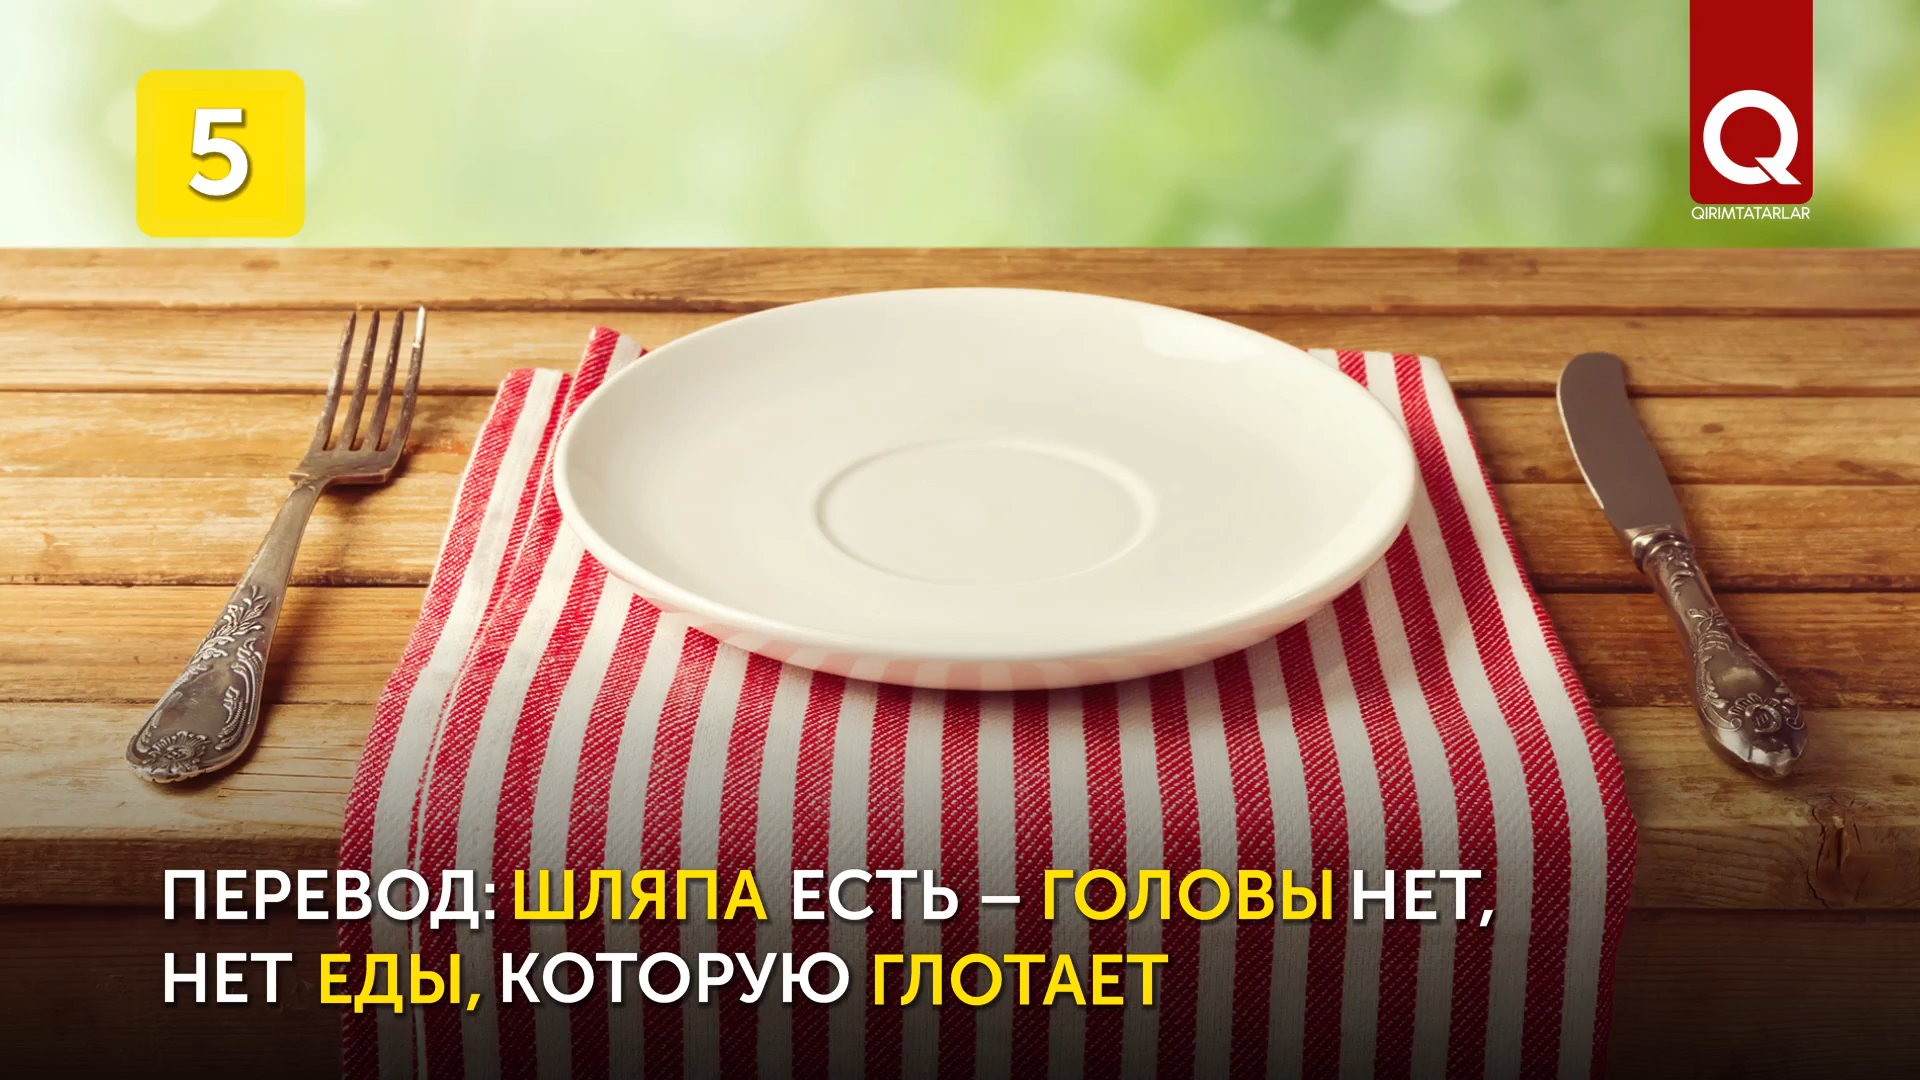 5
Q
QIRIMTATARLAR
ПЕРЕВОД: ШЛЯПА ЕСТЬ – ГОЛОВЫ НЕТ,
НЕТ ЕДЫ, КОТОРУЮ ГЛОТАЕТ